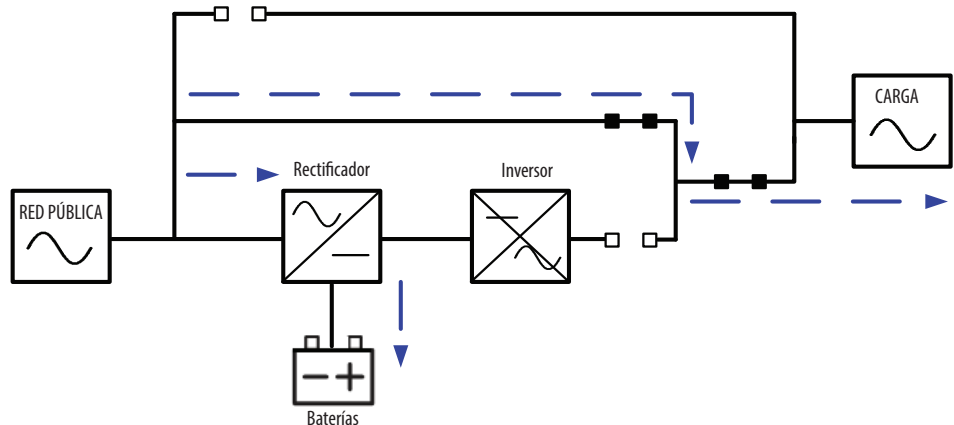 CARGA
Rectificador
Inversor
RED PÚBLICA
Baterías